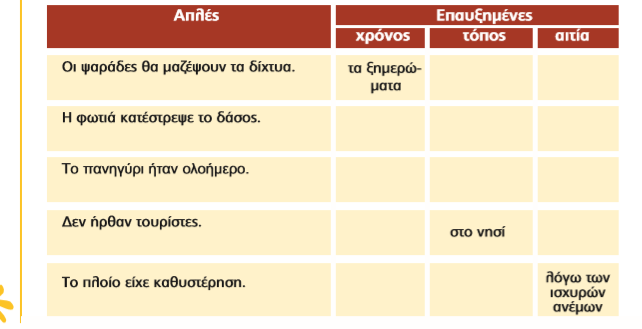 Απλές
Επαυξημένες
χρόνος τόπος αιτία
Οι ψαράδες θα μαζέψουν τα δίχτυα.
τα ξημερώ-
ματα
Η φωτιά κατέστρεψε το δάσος.
Το πανηγύρι ήταν ολοήμερο.
Δεν ήρθαν τουρίστες.
στο νησί
Το πλοίο είχε καθυστέρηση.
λόγω των
ισχυρών
ανέμων